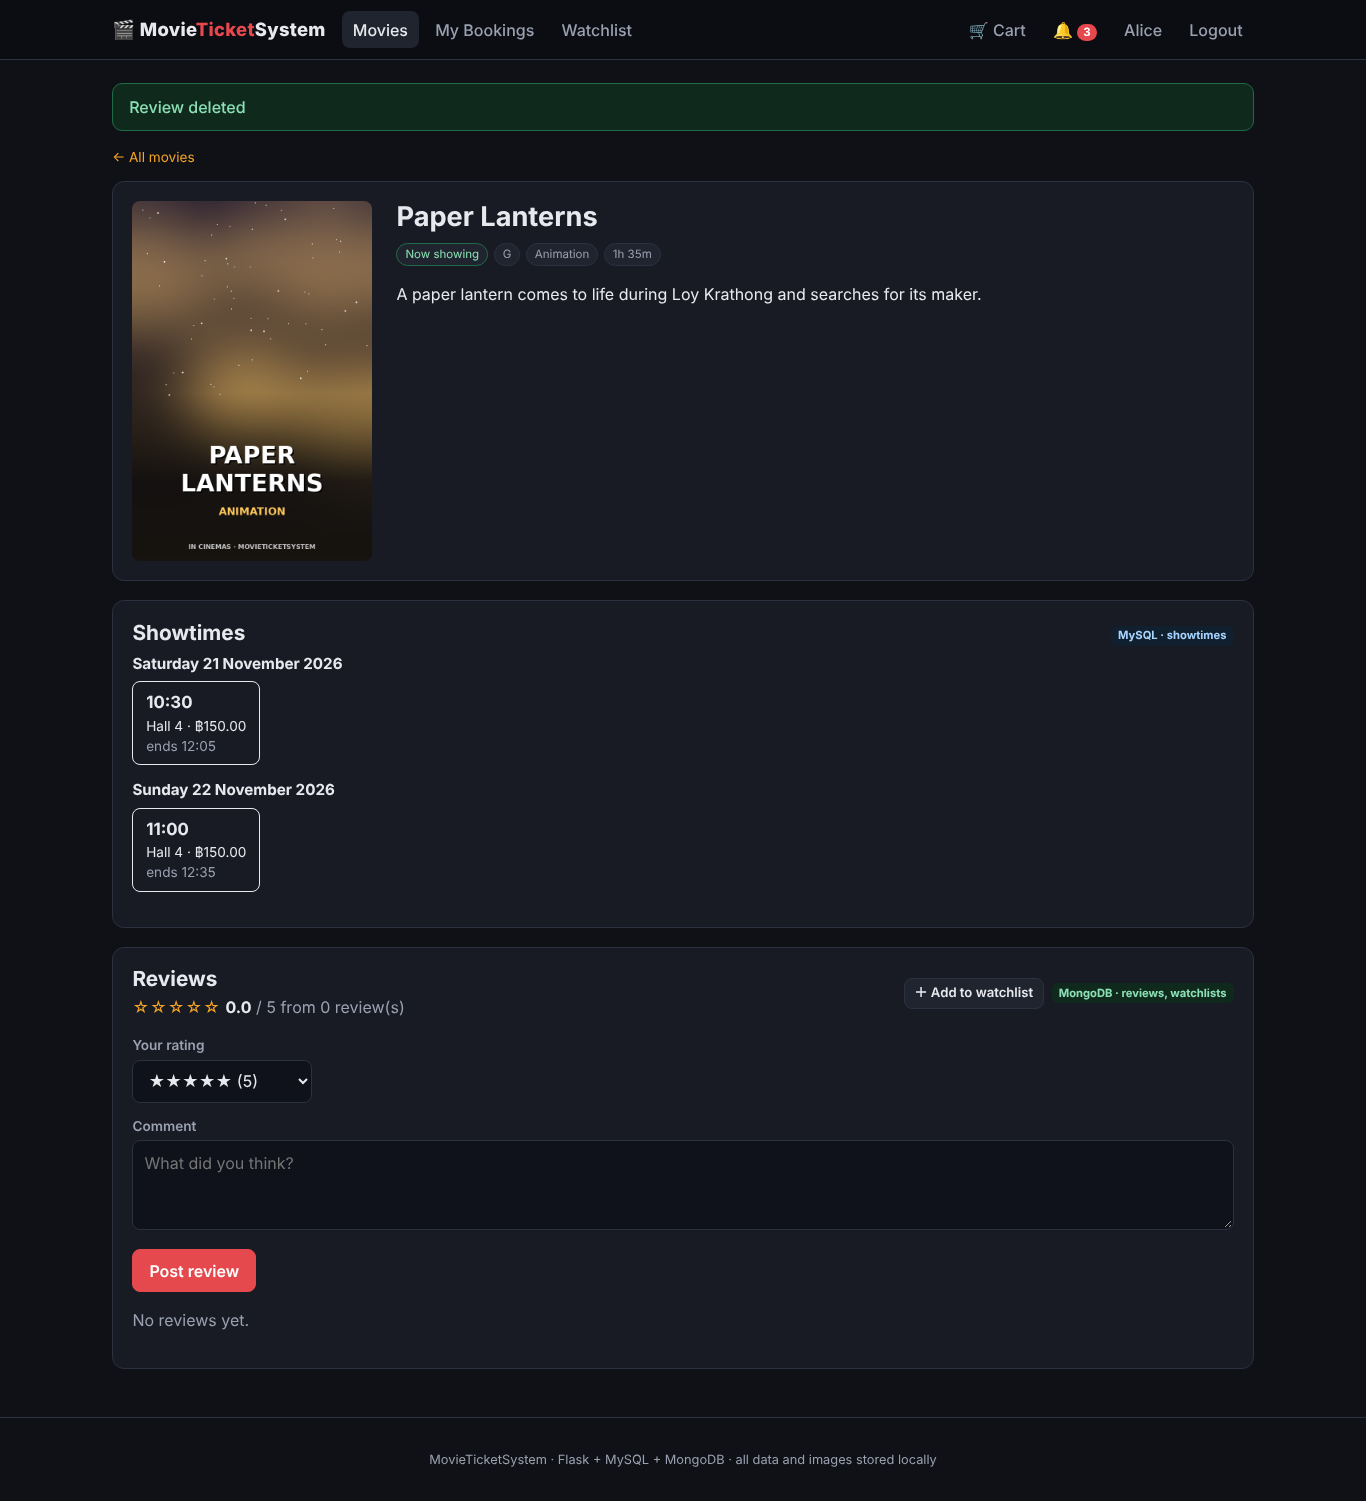 🎬 MovieTicketSystem Movies My Bookings Watchlist 🛒 Cart 🔔 3 Alice Logout
Review deleted
← All movies
PAPER
LANTERNS
ANIMATION
IN CINEMAS · MOVIETICKETSYSTEM
Paper Lanterns
Now showing G Animation 1h 35m
A paper lantern comes to life during Loy Krathong and searches for its maker.
Showtimes MySQL · showtimes
Saturday 21 November 2026
10:30
Hall 4 · ฿150.00
ends 12:05
Sunday 22 November 2026
11:00
Hall 4 · ฿150.00
ends 12:35
Reviews
☆☆☆☆☆ 0.0 / 5 from 0 review(s)
+ Add to watchlist MongoDB · reviews, watchlists
Your rating
★★★★★ (5)
Comment
What did you think?
Post review
No reviews yet.
MovieTicketSystem · Flask + MySQL + MongoDB · all data and images stored locally